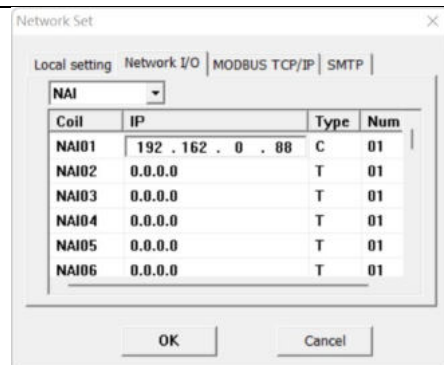 Network Set
Local setting Network I/O MODBUS TCP/IP SMTP
NAI
Coil IP Type Num
NAI01 192 . 162 . 0 . 88 C 01
NAI02 0.0.0.0 T 01
NAI03 0.0.0.0 T 01
NAI04 0.0.0.0 T 01
NAI05 0.0.0.0 T 01
NAI06 0.0.0.0 T 01
OK Cancel